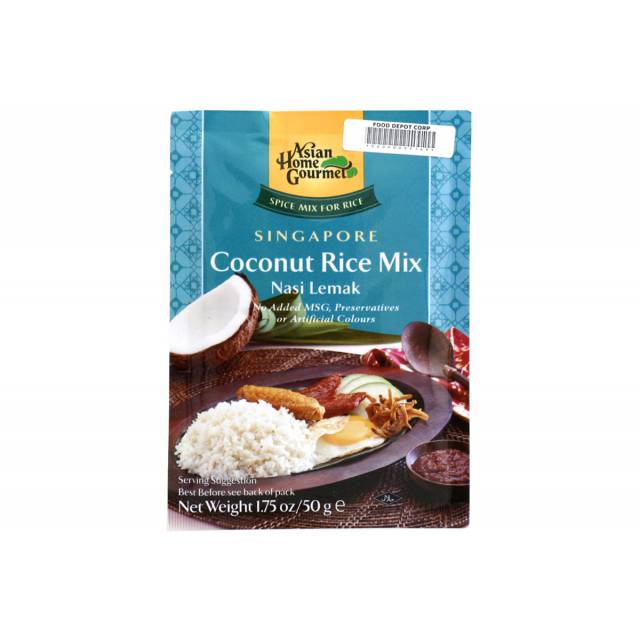 FOOD DEPOT CORP
Asian
Home
Gourmet
SPICE MIX FOR RICE
SINGAPORE
Coconut Rice Mix
Nasi Lemak
No Added MSG, Preservatives
or Artificial Colours
Serving Suggestion
Best Before see back of pack
Net Weight 1.75 oz/50 g ℮